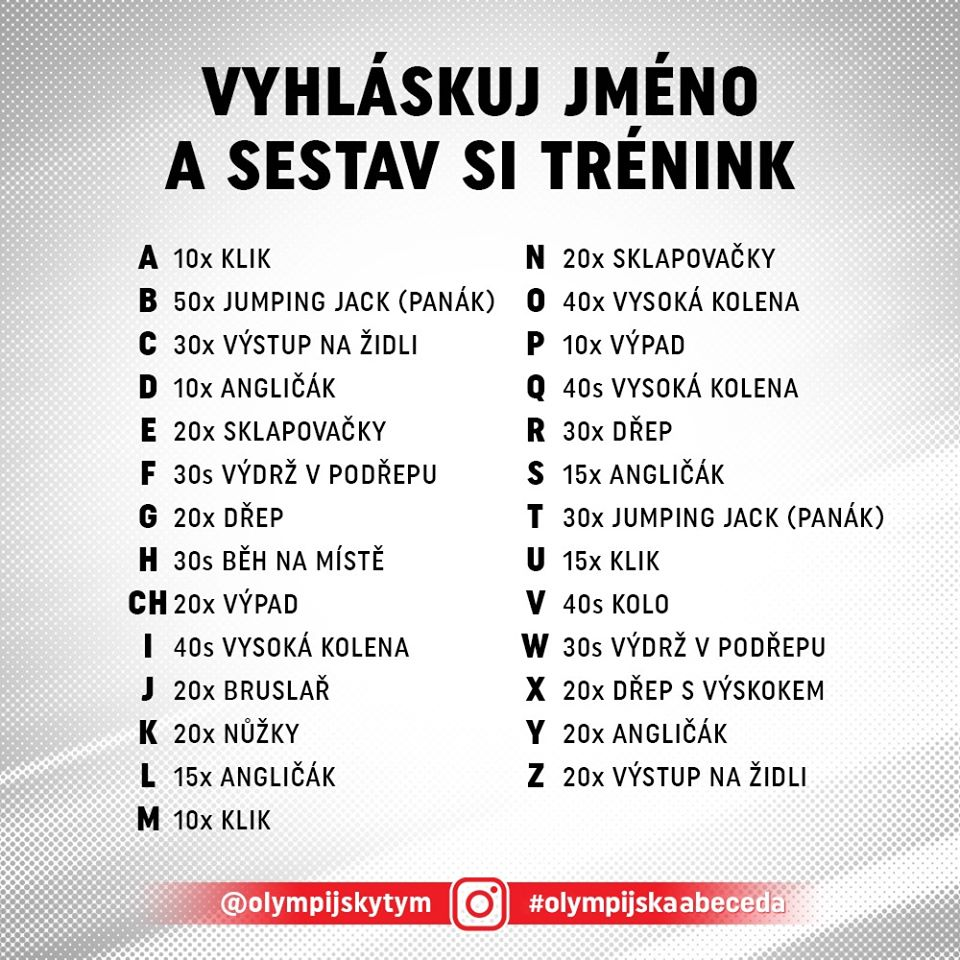 VYHLÁSKUJ JMÉNO
A SESTAV SI TRÉNINK
A 10x KLIK
B 50x JUMPING JACK (PANÁK)
C 30x VÝSTUP NA ŽIDLI
D 10x ANGLIČÁK
E 20x SKLAPOVAČKY
F 30s VÝDRŽ V PODŘEPU
G 20x DŘEP
H 30s BĚH NA MÍSTĚ
CH 20x VÝPAD
I 40s VYSOKÁ KOLENA
J 20x BRUSLAŘ
K 20x NŮŽKY
L 15x ANGLIČÁK
M 10x KLIK
N 20x SKLAPOVAČKY
O 40x VYSOKÁ KOLENA
P 10x VÝPAD
Q 40s VYSOKÁ KOLENA
R 30x DŘEP
S 15x ANGLIČÁK
T 30x JUMPING JACK (PANÁK)
U 15x KLIK
V 40s KOLO
W 30s VÝDRŽ V PODŘEPU
X 20x DŘEP S VÝSKOKEM
Y 20x ANGLIČÁK
Z 20x VÝSTUP NA ŽIDLI
@olympijskytym #olympijskaabeceda